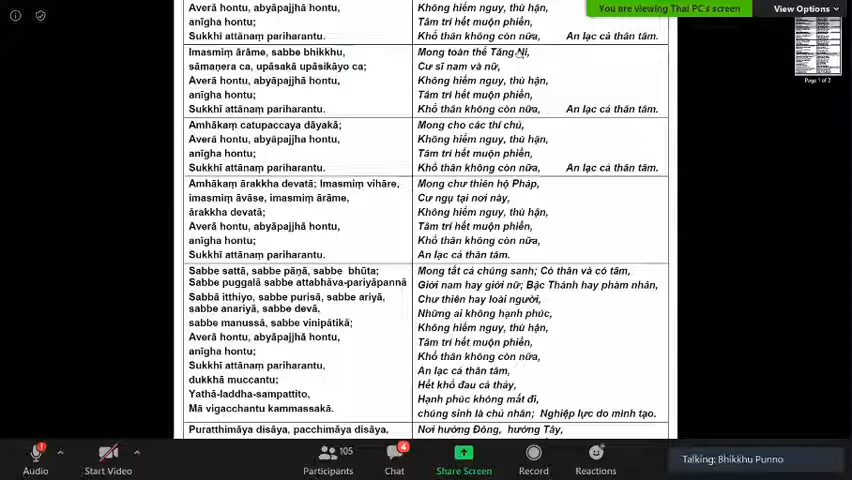 You are viewing Thai PC's screen
View Options
Averā hontu, abyāpajjhā hontu,
anīgha hontu;
Sukkhī attānaṃ pariharantu.
Không hiểm nguy, thù hận,
Tâm trí hết muộn phiền,
Khổ thân không còn nữa, An lạc cả thân tâm.
Imasmiṃ ārāme, sabbe bhikkhu,
sāmaṇera ca, upāsakā upāsikāyo ca;
Averā hontu, abyāpajjhā hontu,
anīgha hontu;
Sukkhī attānaṃ pariharantu.
Mong toàn thể Tăng Ni,
Cư sĩ nam và nữ,
Không hiểm nguy, thù hận,
Tâm trí hết muộn phiền,
Khổ thân không còn nữa, An lạc cả thân tâm.
Amhākaṃ catupaccaya dāyakā;
Averā hontu, abyāpajjha hontu,
anīgha hontu;
Sukkhī attānaṃ pariharantu.
Mong cho các thí chủ,
Không hiểm nguy, thù hận,
Tâm trí hết muộn phiền,
Khổ thân không còn nữa, An lạc cả thân tâm.
Amhākaṃ ārakkha devatā; Imasmiṃ vihāre,
imasmiṃ āvāse, imasmiṃ ārāme,
ārakkha devatā;
Averā hontu, abyāpajjhā hontu,
anīgha hontu;
Sukkhī attānaṃ pariharantu.
Mong chư thiên hộ Pháp,
Cư ngụ tại nơi này,
Không hiểm nguy, thù hận,
Tâm trí hết muộn phiền,
Khổ thân không còn nữa,
An lạc cả thân tâm.
Sabbe sattā, sabbe pāṇā, sabbe bhūta;
Sabbe puggalā sabbe attabhāva-pariyāpannā
Sabbā itthiyo, sabbe purisā, sabbe ariyā,
sabbe anariyā, sabbe devā,
sabbe manussā, sabbe vinipātikā;
Averā hontu, abyāpajjhā hontu,
anīgha hontu;
Sukkhī attānaṃ pariharantu,
dukkhā muccantu;
Yathā-laddha-sampattito,
Mā vigacchantu kammassakā.
Mong tất cả chúng sanh; Có thân và có tâm,
Giới nam hay giới nữ; Bậc Thánh hay phàm nhân,
Chư thiên hay loài người,
Những ai không hạnh phúc,
Không hiểm nguy, thù hận,
Tâm trí hết muộn phiền,
Khổ thân không còn nữa,
An lạc cả thân tâm,
Hết khổ đau cả thảy,
Hạnh phúc không mất đi,
chúng sinh là chủ nhân; Nghiệp lực do mình tạo.
Puratthimāya disāya, pacchimāya disāya,
Nơi hướng Đông, hướng Tây,
Page 1 of 2
Audio
Start Video
105
Participants
4
Chat
Share Screen
Record
Reactions
Talking: Bhikkhu Punno